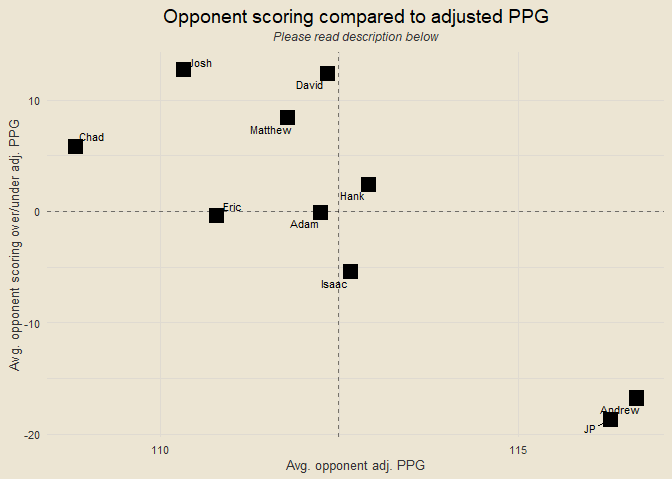 Opponent scoring compared to adjusted PPG
Please read description below
Josh
David
Matthew
Chad
Hank
Eric
Adam
Isaac
Andrew
JP
10
0
-10
-20
110
115
Avg. opponent adj. PPG
Avg. opponent scoring over/under adj. PPG